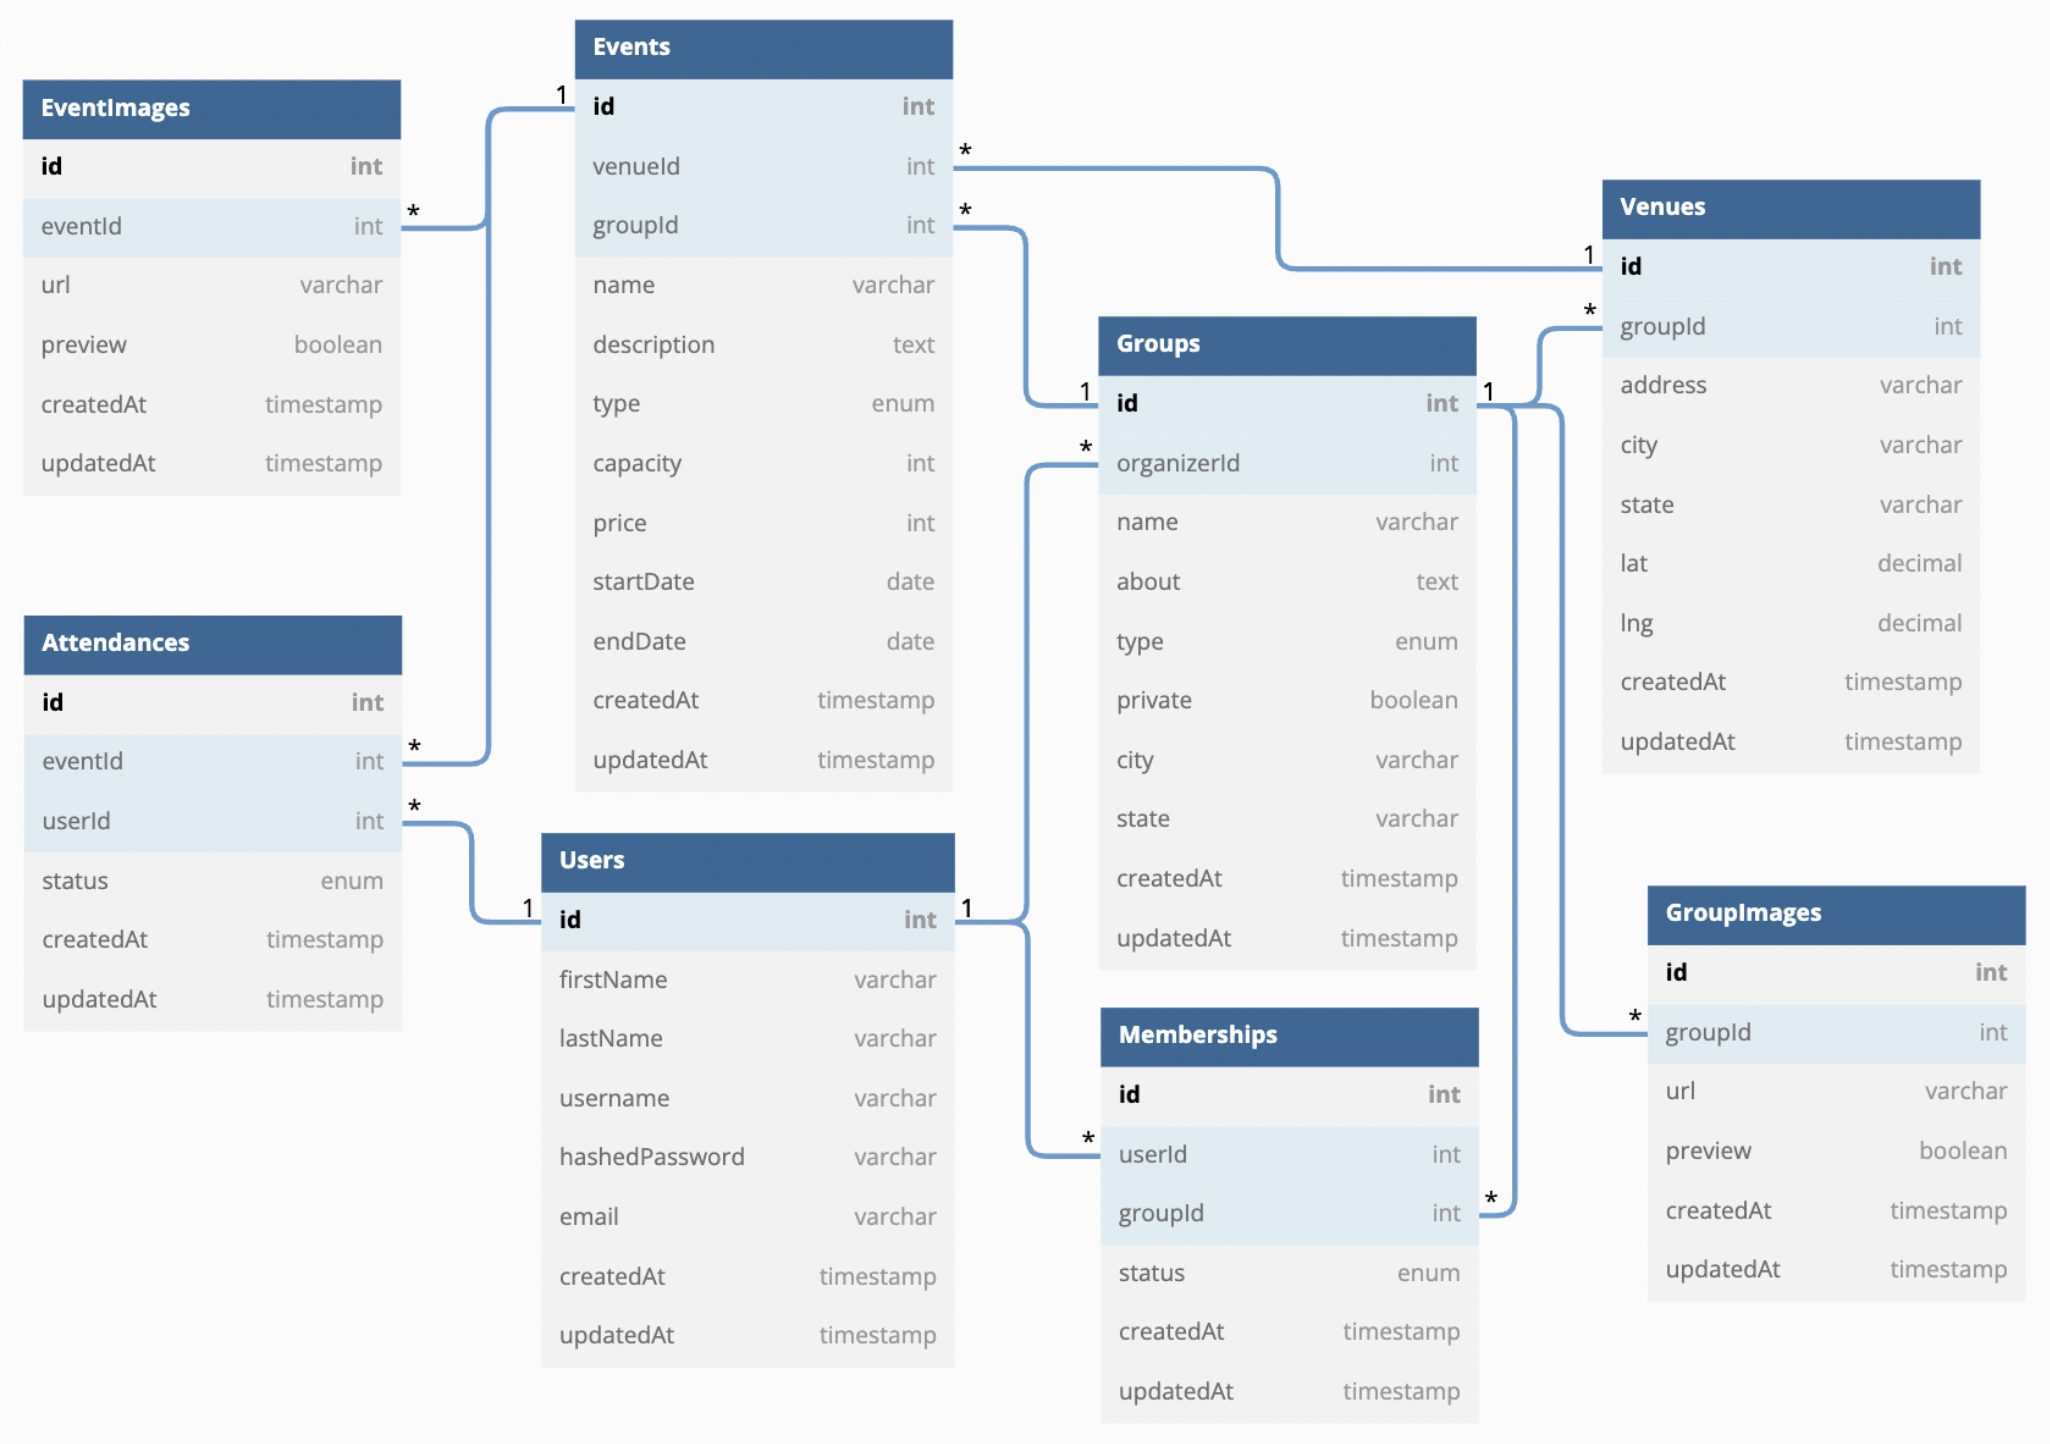 EventImages
id int
eventId int *
url varchar
preview boolean
createdAt timestamp
updatedAt timestamp
Events
1 id int
venueId int *
groupId int *
name varchar
description text
type enum
capacity int
price int
startDate date
endDate date
createdAt timestamp
updatedAt timestamp
Venues
1 id int
* groupId int
address varchar
city varchar
state varchar
lat decimal
lng decimal
createdAt timestamp
updatedAt timestamp
Groups
1 id int 1
* organizerId int
name varchar
about text
type enum
private boolean
city varchar
state varchar
createdAt timestamp
updatedAt timestamp
Attendances
id int
eventId int *
userId int *
status enum
createdAt timestamp
updatedAt timestamp
Users
1 id int 1
firstName varchar
lastName varchar
username varchar
hashedPassword varchar
email varchar
createdAt timestamp
updatedAt timestamp
Memberships
id int
* userId int
groupId int *
status enum
createdAt timestamp
updatedAt timestamp
GroupImages
id int
* groupId int
url varchar
preview boolean
createdAt timestamp
updatedAt timestamp